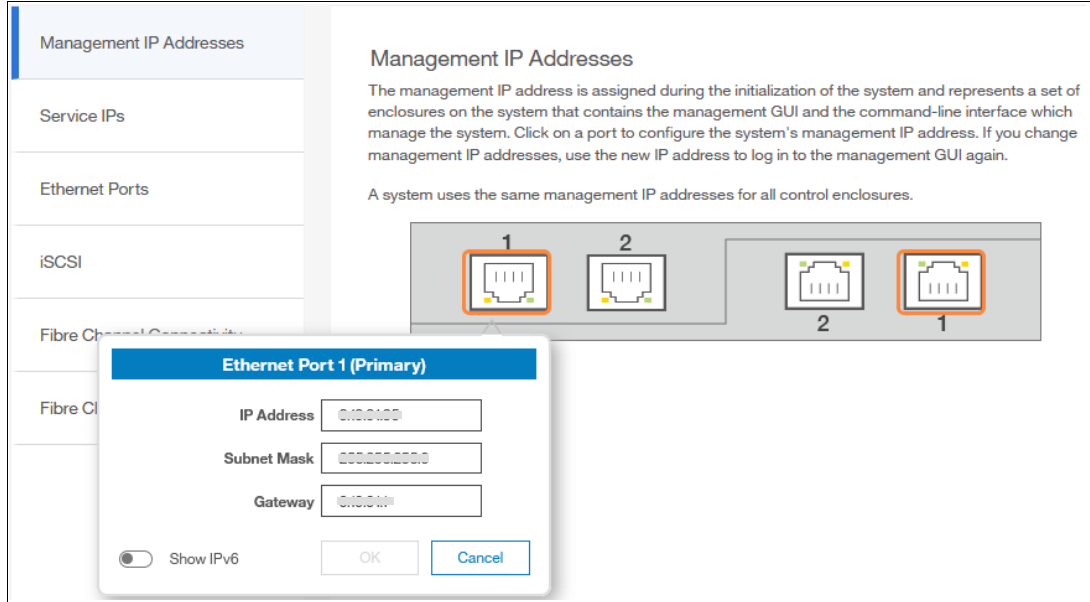 Management IP Addresses
Service IPs
Ethernet Ports
iSCSI
Management IP Addresses
The management IP address is assigned during the initialization of the system and represents a set of
enclosures on the system that contains the management GUI and the command-line interface which
manage the system. Click on a port to configure the system's management IP address. If you change
management IP addresses, use the new IP address to log in to the management GUI again.
A system uses the same management IP addresses for all control enclosures.
1
2
2
1
Fibre Channel Connectivity
Fibre
Ethernet Port 1 (Primary)
IP Address
Subnet Mask
Gateway
Show IPv6
OK
Cancel